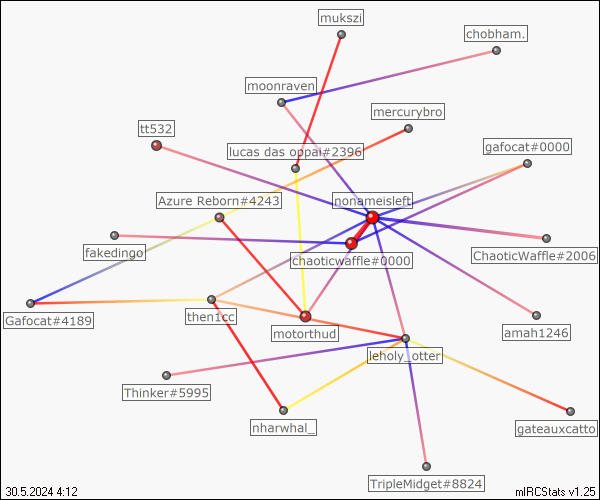 mukszi
chobham.
moonraven
mercurybro
tt532
gafocat#0000
lucas das oppai#2396
Azure Reborn#4243
nonameisleft
fakedingo
chaoticwaffle#0000
ChaoticWaffle#2006
Gafocat#4189
then1cc
motorthud
amah1246
leholy_otter
Thinker#5995
nharwhal_
gateauxcatto
TripleMidget#8824
30.5.2024 4:12
mIRCStats v1.25